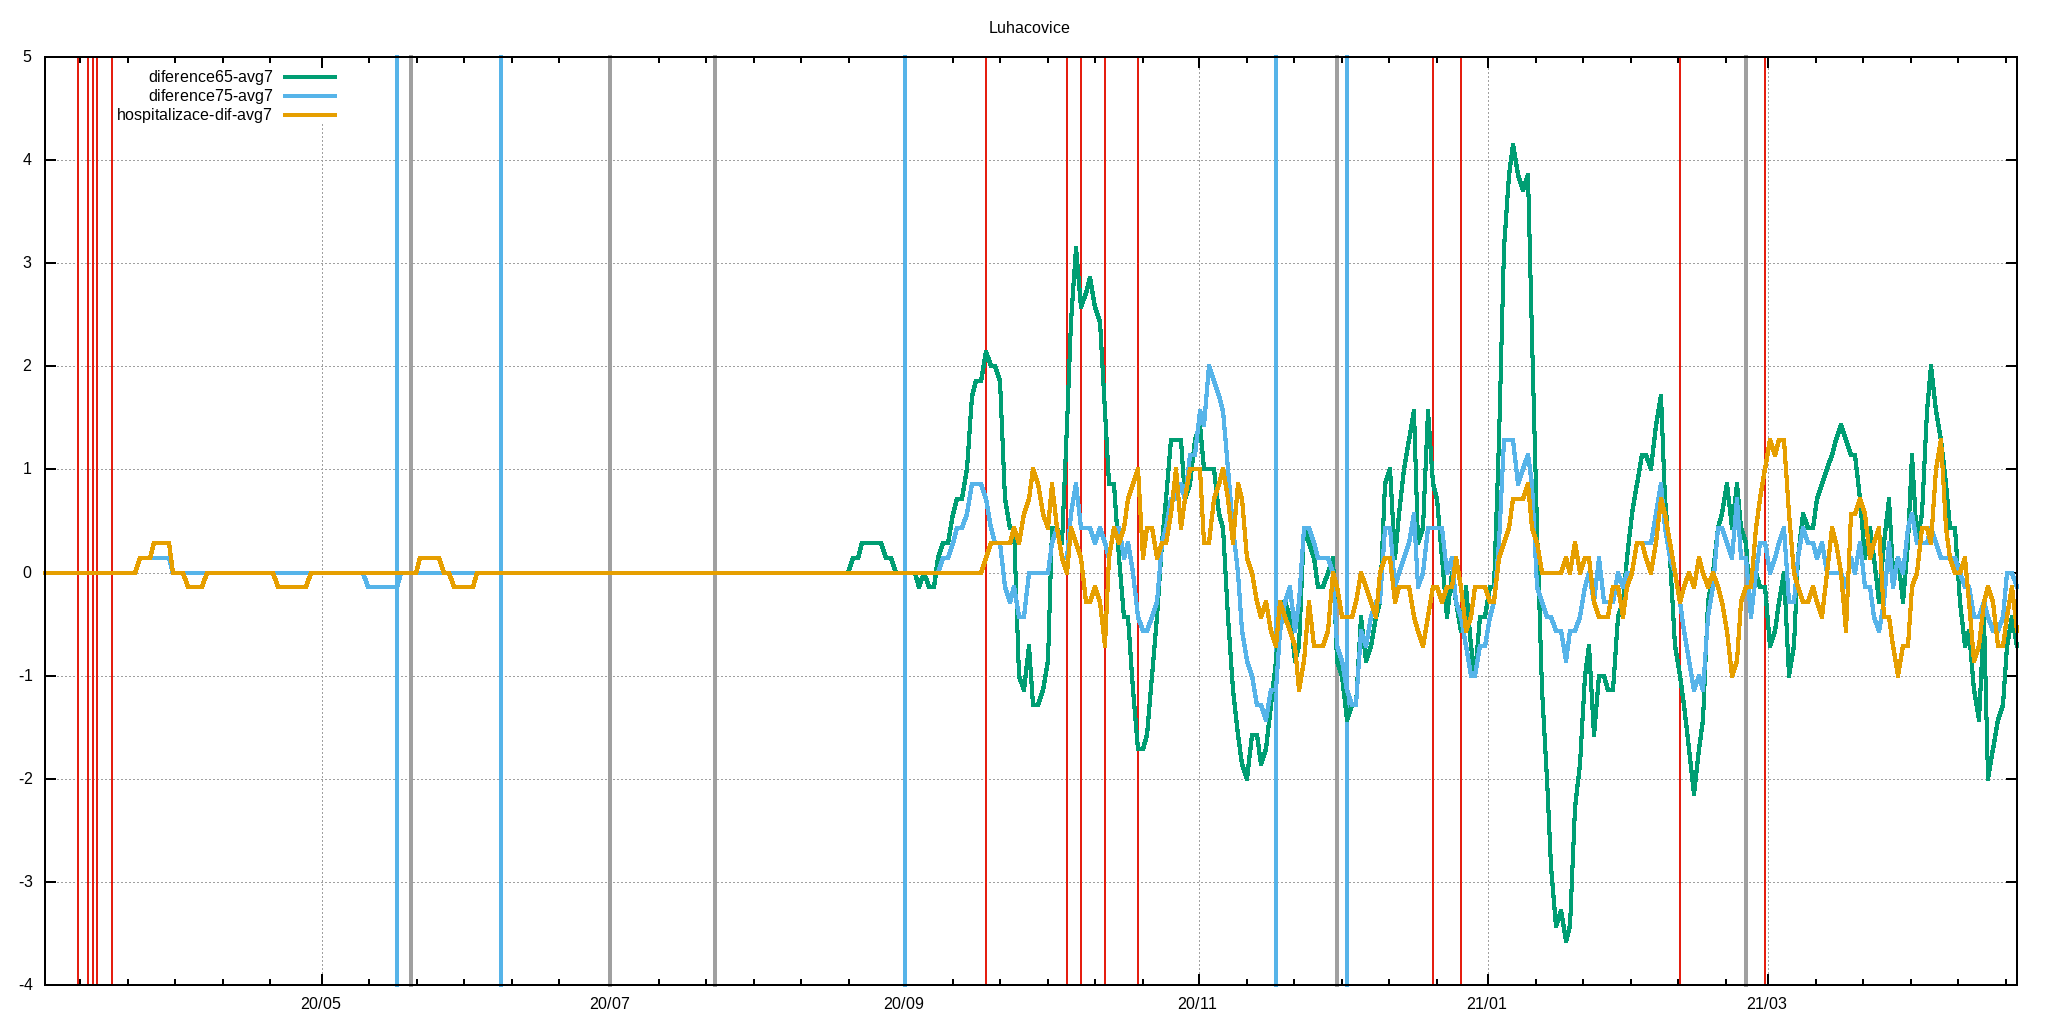 Luhacovice
5
diference65-avg7
diference75-avg7
hospitalizace-dif-avg7
4
3
2
1
0
-1
-2
-3
-4
20/05 20/07 20/09 20/11 21/01 21/03